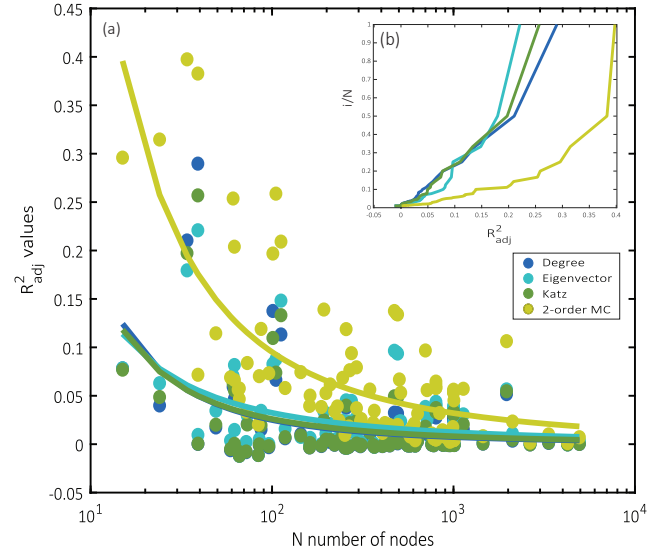 (a)
0.45
0.4
0.35
0.3
0.25
0.2
0.15
0.1
0.05
0
-0.05
R²adj values
10¹ 10² 10³ 10⁴
N number of nodes
(b)
1
0.9
0.8
0.7
0.6
0.5
0.4
0.3
0.2
0.1
0
i/N
-0.05 0 0.05 0.1 0.15 0.2 0.25 0.3 0.35 0.4
R²adj
Degree
Eigenvector
Katz
2-order MC